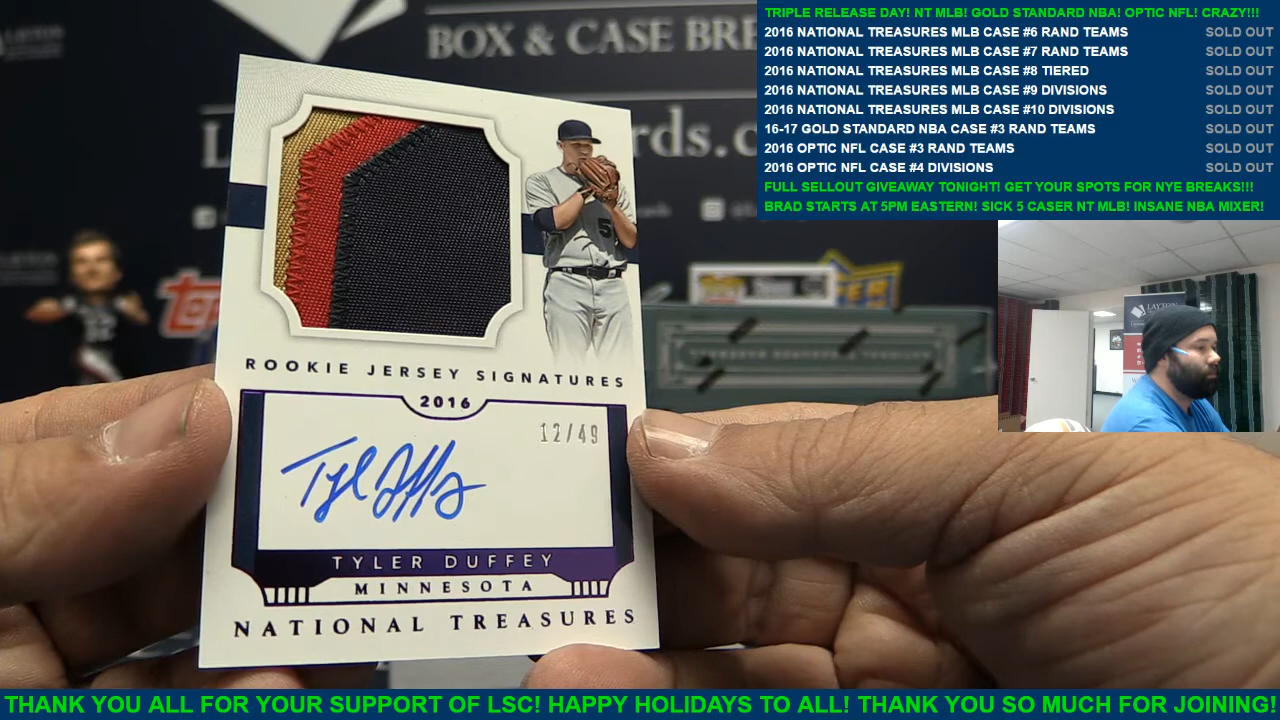 TRIPLE RELEASE DAY! NT MLB! GOLD STANDARD NBA! OPTIC NFL! CRAZY!!!
2016 NATIONAL TREASURES MLB CASE #6 RAND TEAMS SOLD OUT
2016 NATIONAL TREASURES MLB CASE #7 RAND TEAMS SOLD OUT
2016 NATIONAL TREASURES MLB CASE #8 TIERED SOLD OUT
2016 NATIONAL TREASURES MLB CASE #9 DIVISIONS SOLD OUT
2016 NATIONAL TREASURES MLB CASE #10 DIVISIONS SOLD OUT
16-17 GOLD STANDARD NBA CASE #3 RAND TEAMS SOLD OUT
2016 OPTIC NFL CASE #3 RAND TEAMS SOLD OUT
2016 OPTIC NFL CASE #4 DIVISIONS SOLD OUT
FULL SELLOUT GIVEAWAY TONIGHT! GET YOUR SPOTS FOR NYE BREAKS!!!
BRAD STARTS AT 5PM EASTERN! SICK 5 CASER NT MLB! INSANE NBA MIXER!
BOX & CASE BRE
L rds.c
LAYTON
topp
5
ROOKIE JERSEY SIGNATURES
2016
12/49
Tyl Duffey
TYLER DUFFEY
MINNESOTA
NATIONAL TREASURES
THANK YOU ALL FOR YOUR SUPPORT OF LSC! HAPPY HOLIDAYS TO ALL! THANK YOU SO MUCH FOR JOINING!